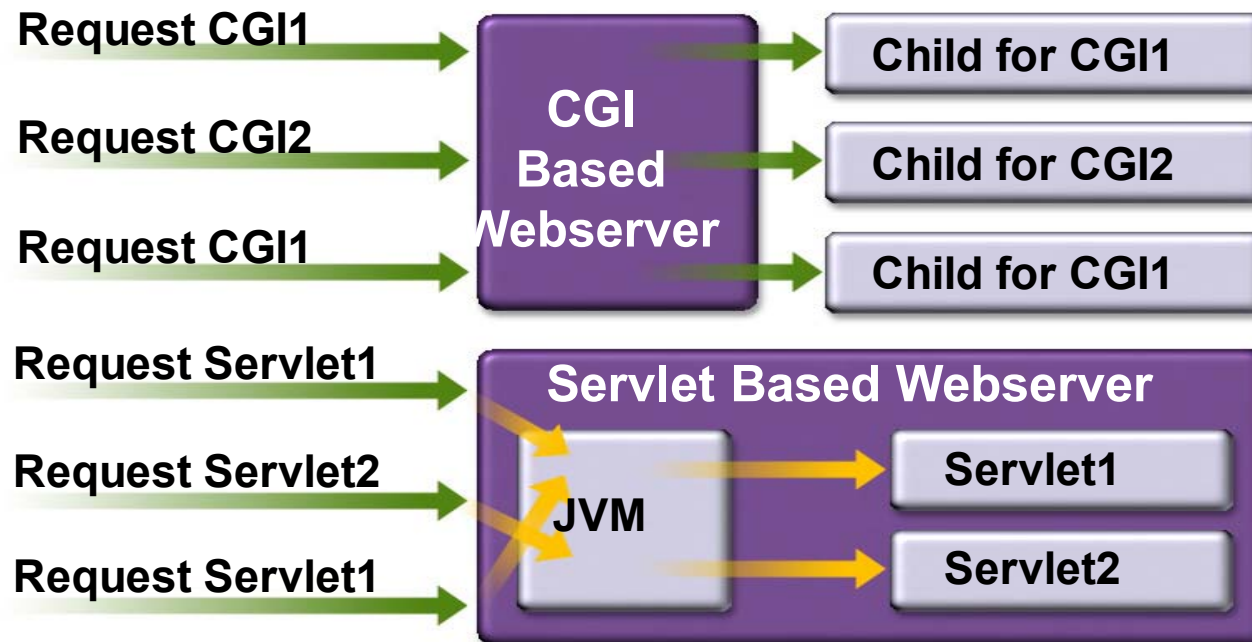 Request CGI1
Request CGI2
Request CGI1
CGI
Based
Webserver
Child for CGI1
Child for CGI2
Child for CGI1
Request Servlet1
Request Servlet2
Request Servlet1
Servlet Based Webserver
JVM
Servlet1
Servlet2